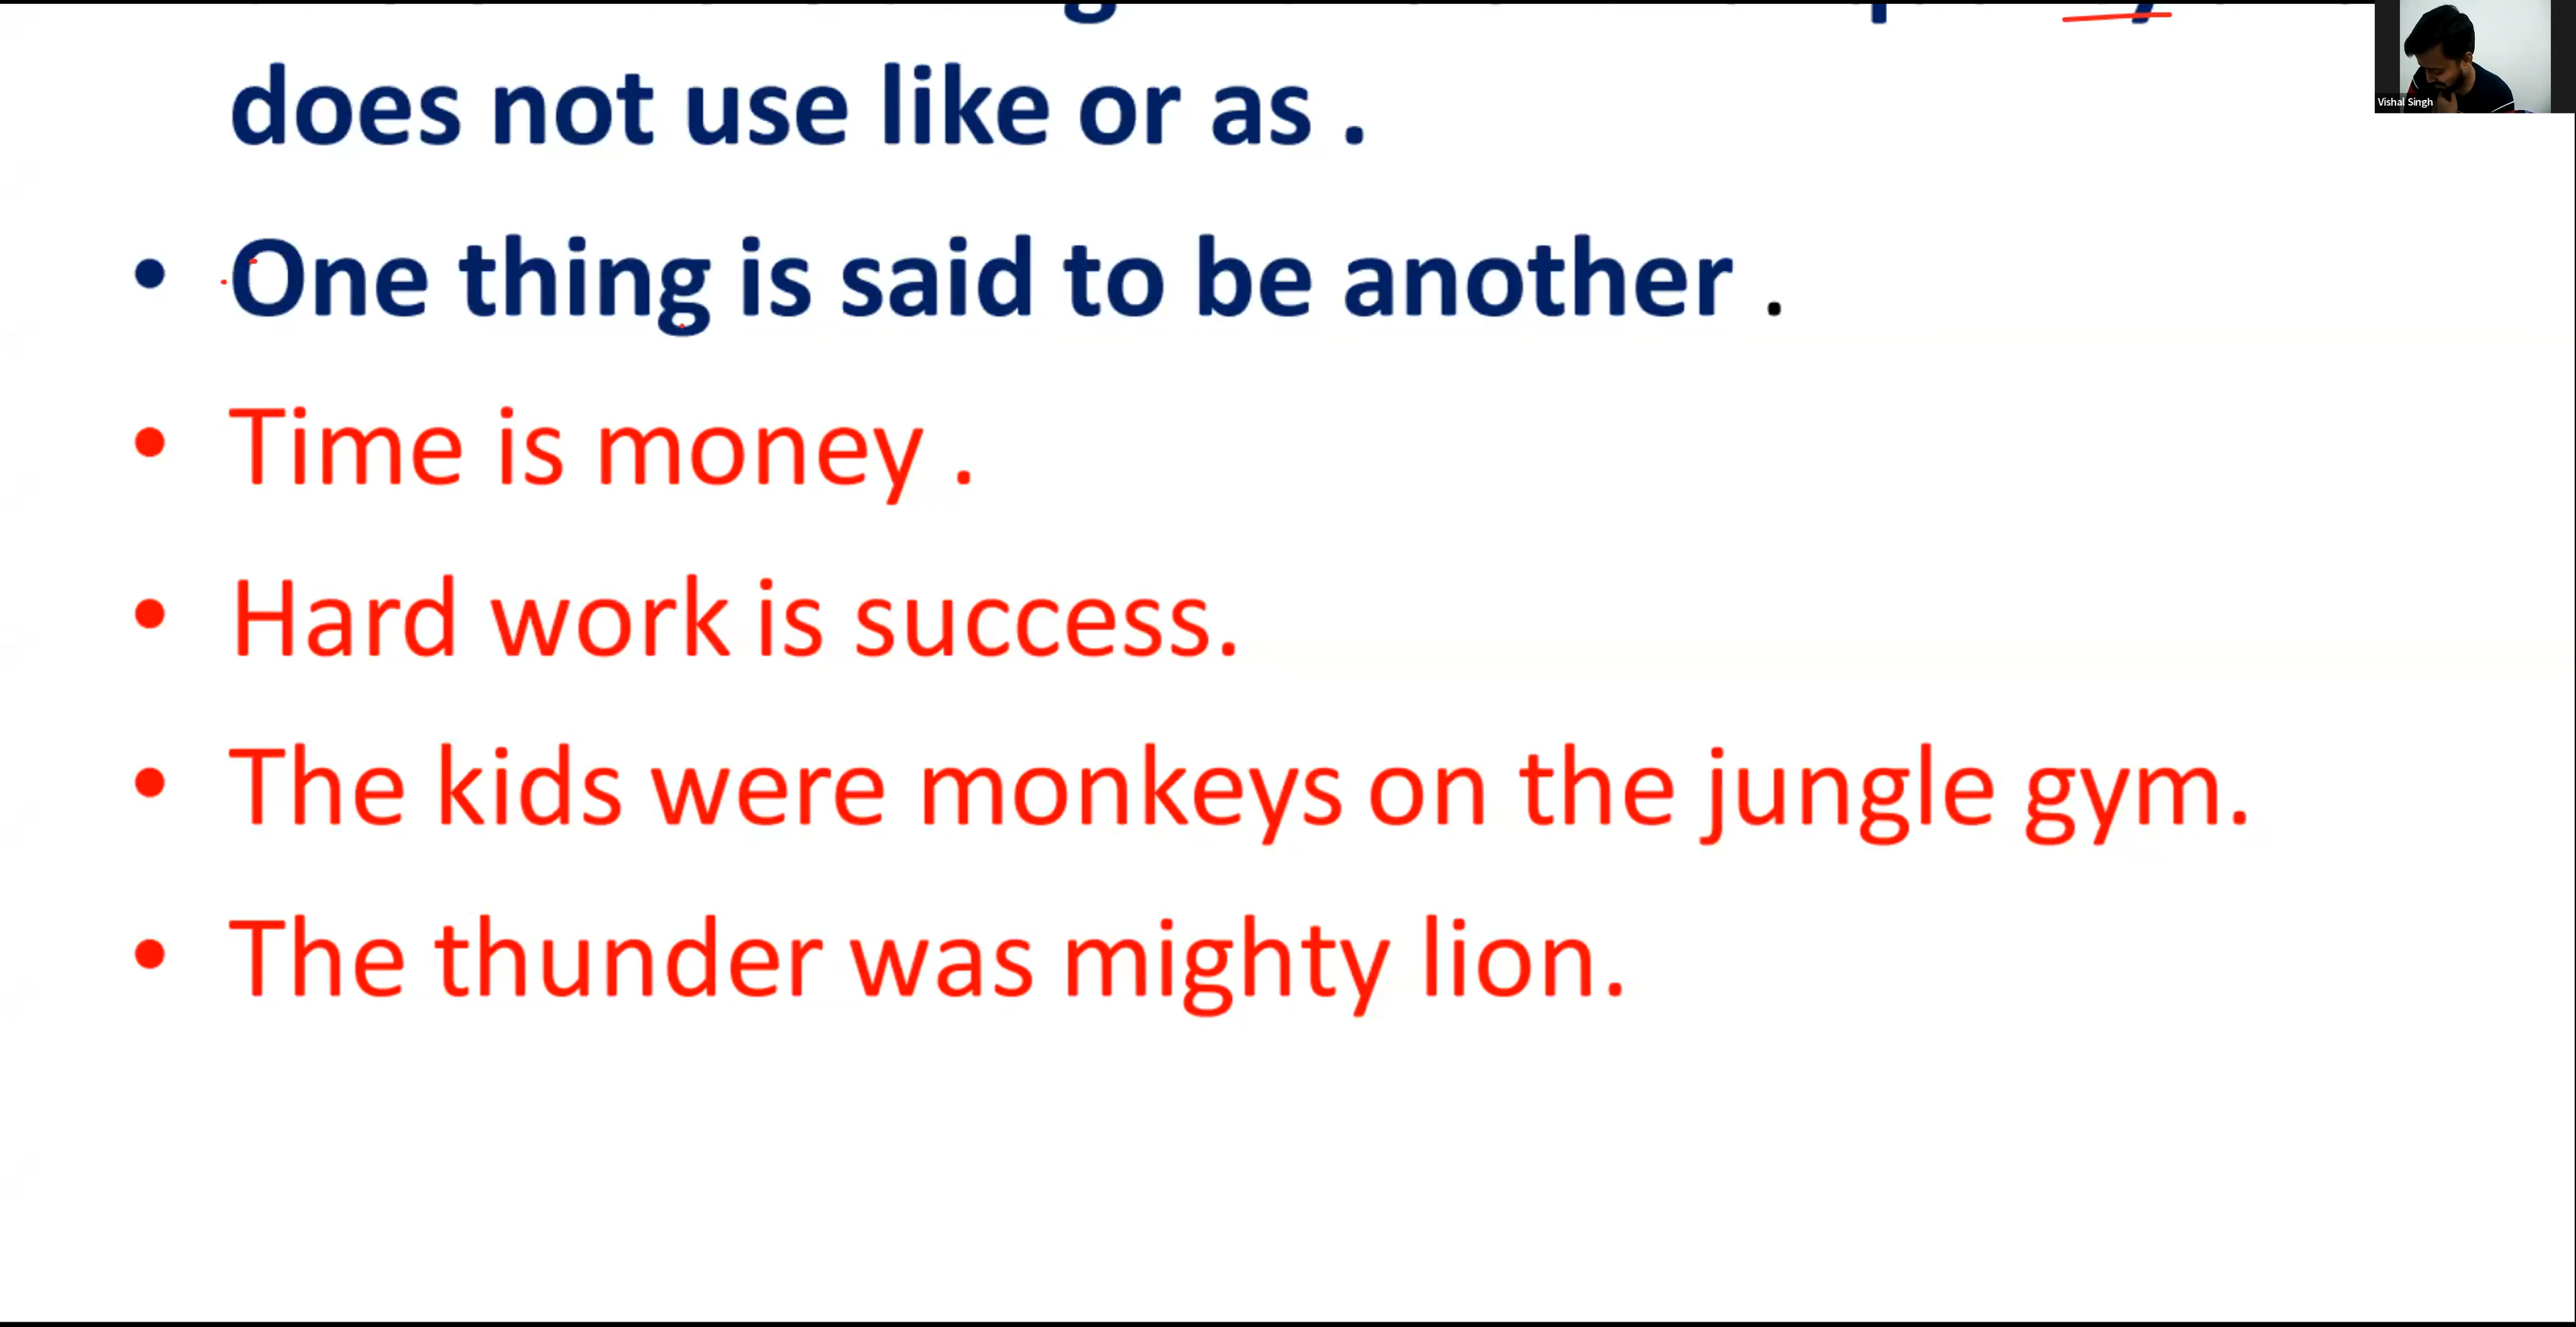 does not use like or as .
• One thing is said to be another .
• Time is money .
• Hard work is success.
• The kids were monkeys on the jungle gym.
• The thunder was mighty lion.
Vishal Singh